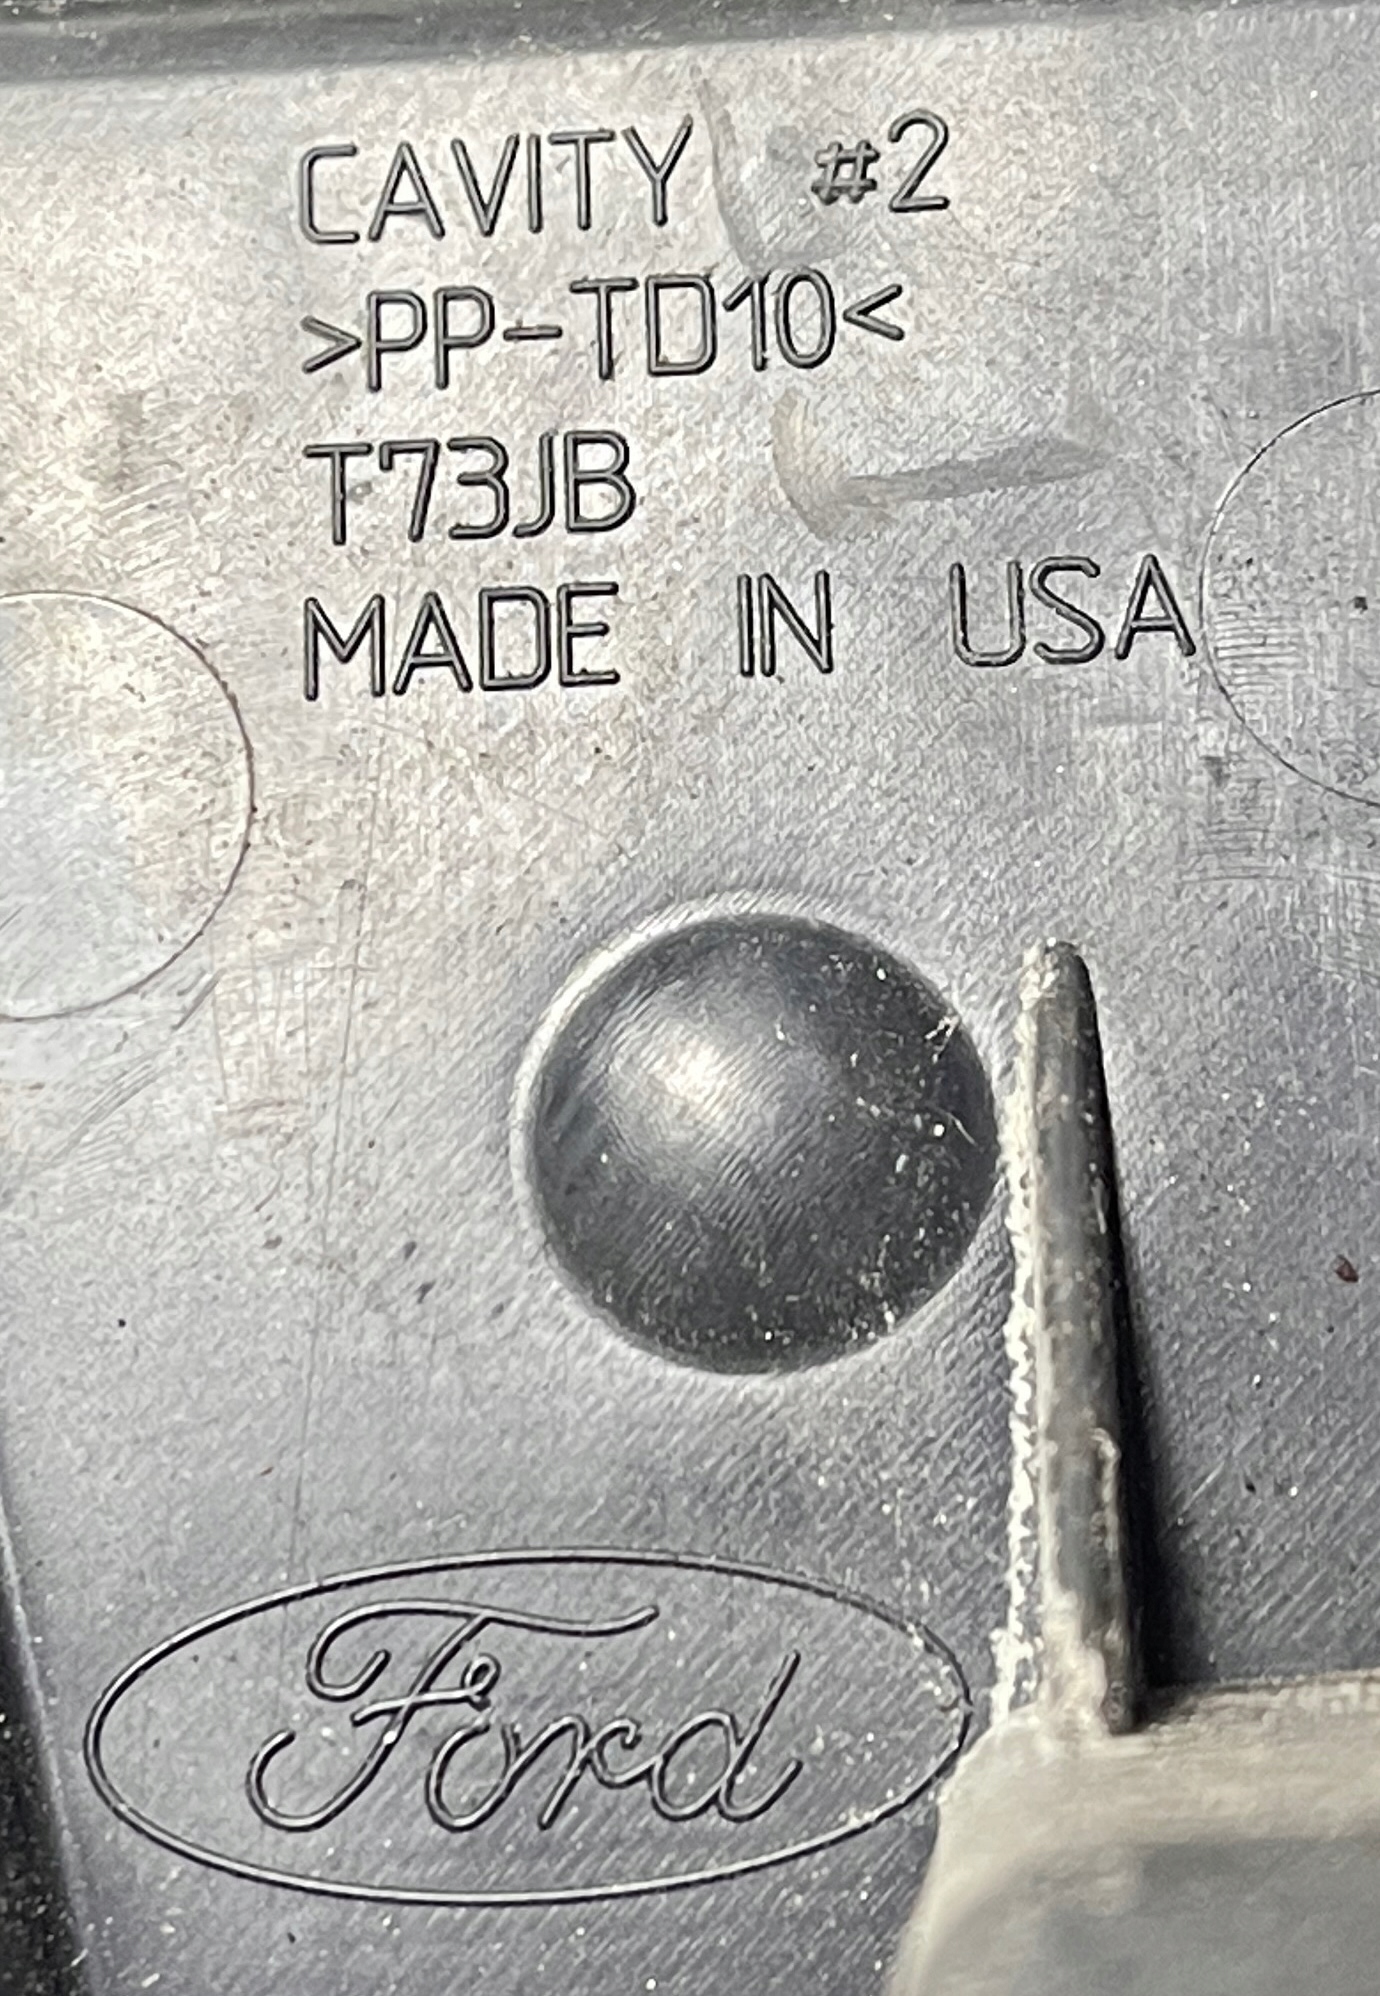 CAVITY #2
>PP-TD10<
T73JB
MADE IN USA
Ford